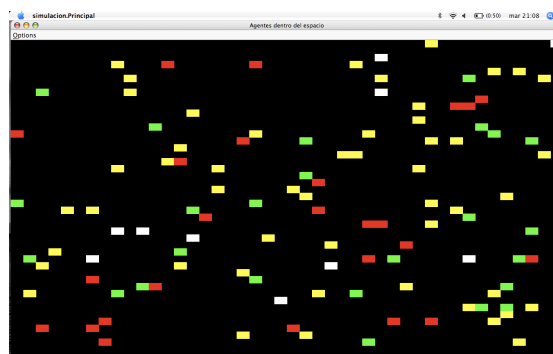 simulacion.Principal (0:50) mar 21:08
Agentes dentro del espacio
Options